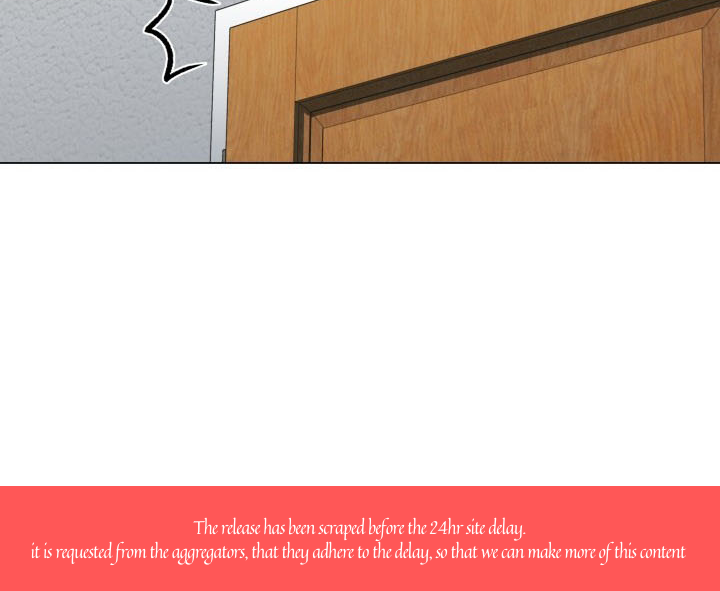 The release has been scraped before the 24hr site delay.
it is requested from the aggregators, that they adhere to the delay, so that we can make more of this content